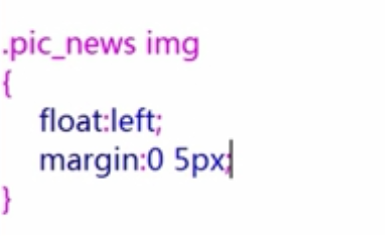 .pic_news img
{
float:left;
margin:0 5px;
}